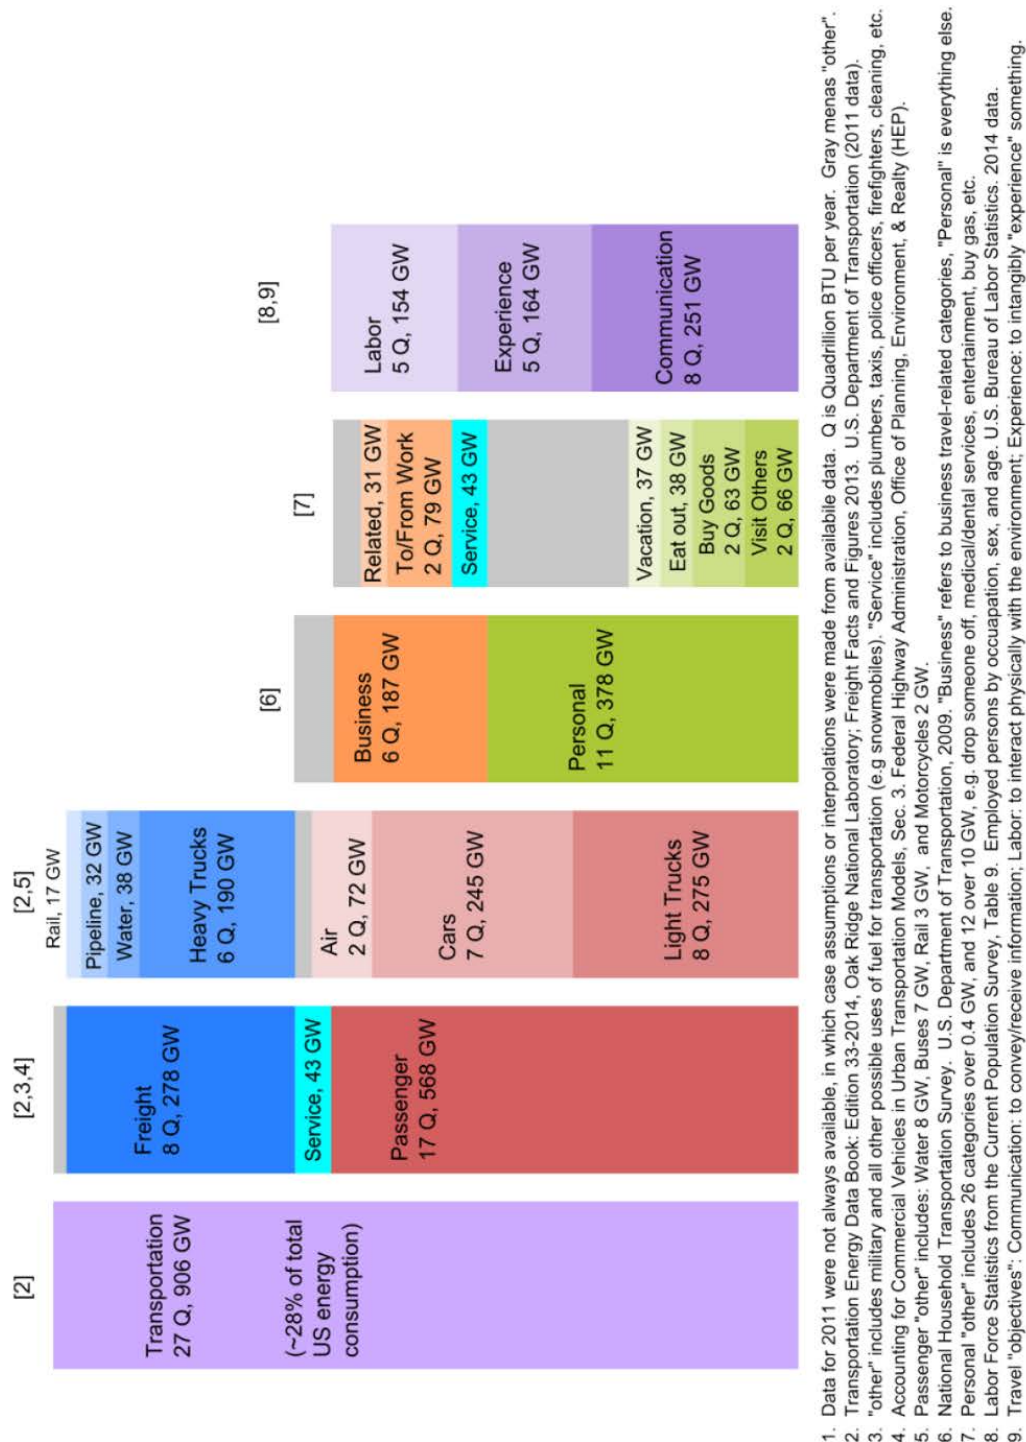 [2]
Transportation
27 Q, 906 GW
(~28% of total
US energy
consumption)
[2,3,4]
Freight
8 Q, 278 GW
Service, 43 GW
Passenger
17 Q, 568 GW
[2,5]
Rail, 17 GW
Pipeline, 32 GW
Water, 38 GW
Heavy Trucks
6 Q, 190 GW
Air
2 Q, 72 GW
Cars
7 Q, 245 GW
Light Trucks
8 Q, 275 GW
[6]
Business
6 Q, 187 GW
Personal
11 Q, 378 GW
[7]
Related, 31 GW
To/From Work
2 Q, 79 GW
Service, 43 GW
Vacation, 37 GW
Eat out, 38 GW
Buy Goods
2 Q, 63 GW
Visit Others
2 Q, 66 GW
[8,9]
Labor
5 Q, 154 GW
Experience
5 Q, 164 GW
Communication
8 Q, 251 GW
1. Data for 2011 were not always available, in which case assumptions or interpolations were made from availabile data. Q is Quadrillion BTU per year. Gray menas "other".
2. Transportation Energy Data Book: Edition 33-2014, Oak Ridge National Laboratory; Freight Facts and Figures 2013. U.S. Department of Transportation (2011 data).
3. "other" includes military and all other possible uses of fuel for transportation (e.g snowmobiles). "Service" includes plumbers, taxis, police officers, firefighters, cleaning, etc.
4. Accounting for Commercial Vehicles in Urban Transportation Models, Sec. 3. Federal Highway Administration, Office of Planning, Environment, & Realty (HEP).
5. Passenger "other" includes: Water 8 GW, Buses 7 GW, Rail 3 GW, and Motorcycles 2 GW.
6. National Household Transportation Survey. U.S. Department of Transportation, 2009. "Business" refers to business travel-related categories, "Personal" is everything else.
7. Personal "other" includes 26 categories over 0.4 GW, and 12 over 10 GW, e.g. drop someone off, medical/dental services, entertainment, buy gas, etc.
8. Labor Force Statistics from the Current Population Survey, Table 9. Employed persons by occuapation, sex, and age. U.S. Bureau of Labor Statistics. 2014 data.
9. Travel "objectives": Communication: to convey/receive information; Labor: to interact physically with the environment; Experience: to intangibly "experience" something.